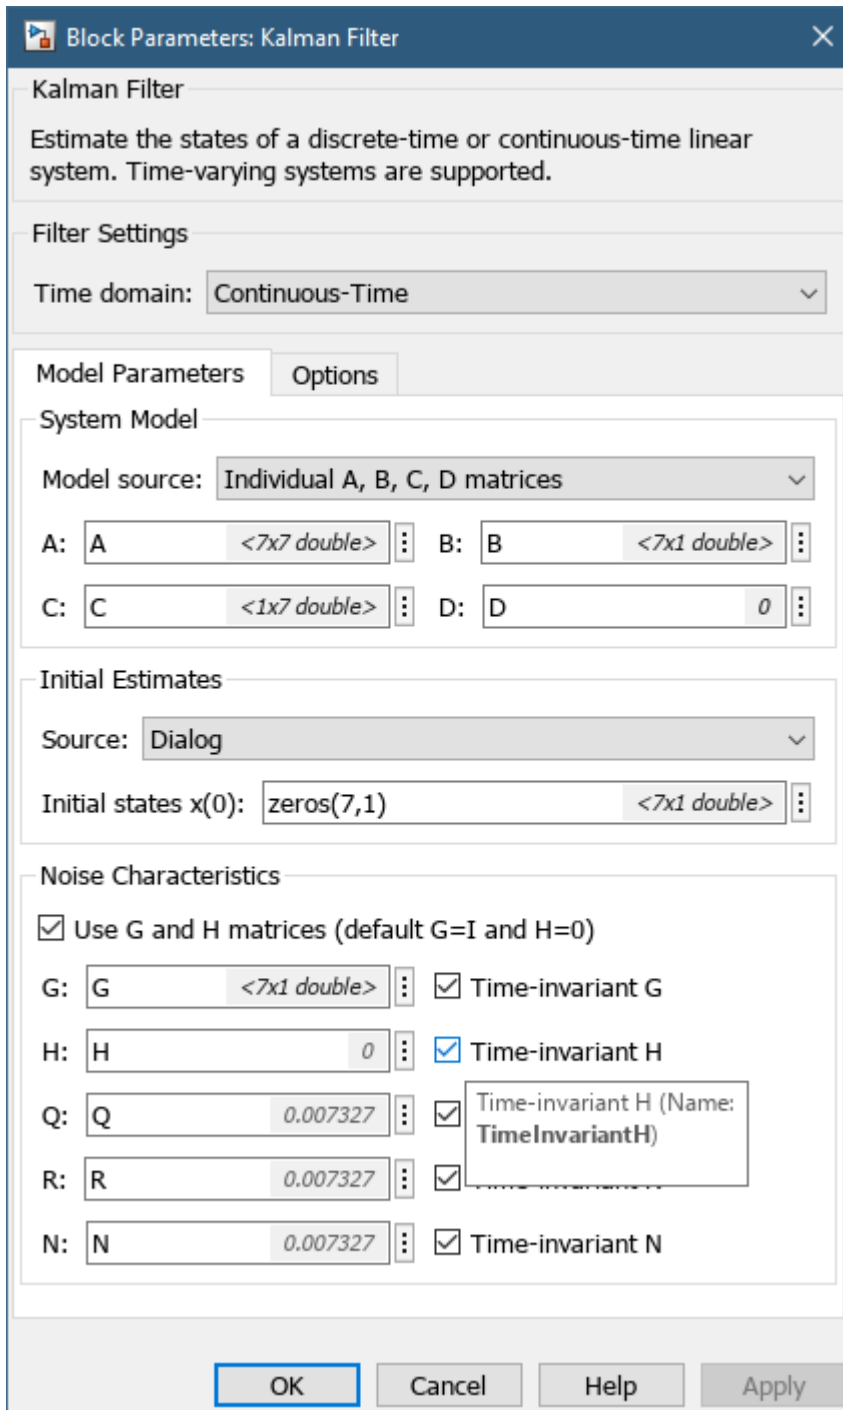 Block Parameters: Kalman Filter
Kalman Filter
Estimate the states of a discrete-time or continuous-time linear
system. Time-varying systems are supported.
Filter Settings
Time domain: Continuous-Time
Model Parameters Options
System Model
Model source: Individual A, B, C, D matrices
A: A <7x7 double> B: B <7x1 double>
C: C <1x7 double> D: D 0
Initial Estimates
Source: Dialog
Initial states x(0): zeros(7,1) <7x1 double>
Noise Characteristics
Use G and H matrices (default G=I and H=0)
G: G <7x1 double> Time-invariant G
H: H 0 Time-invariant H
Q: Q 0.007327
Time-invariant H (Name:
TimeInvariantH)
R: R 0.007327
N: N 0.007327 Time-invariant N
OK Cancel Help Apply